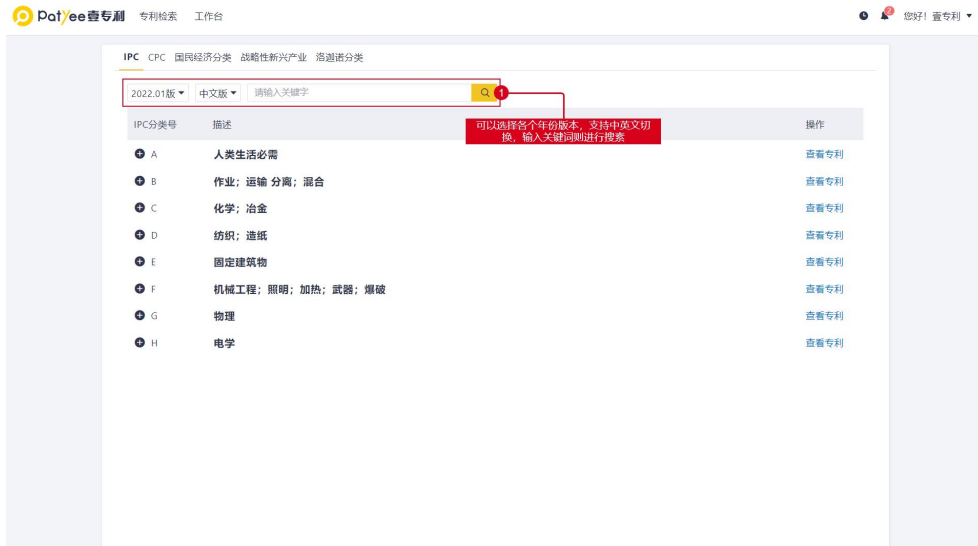 Patyee壹专利 专利检索 工作台 2 您好！壹专利
IPC CPC 国民经济分类 战略性新兴产业 洛迦诺分类
2022.01版 中文版 请输入关键字 1
可以选择各个年份版本，支持中英文切
换，输入关键词则进行搜素
IPC分类号 描述 操作
A 人类生活必需 查看专利
B 作业；运输 分离；混合 查看专利
C 化学；冶金 查看专利
D 纺织；造纸 查看专利
E 固定建筑物 查看专利
F 机械工程；照明；加热；武器；爆破 查看专利
G 物理 查看专利
H 电学 查看专利